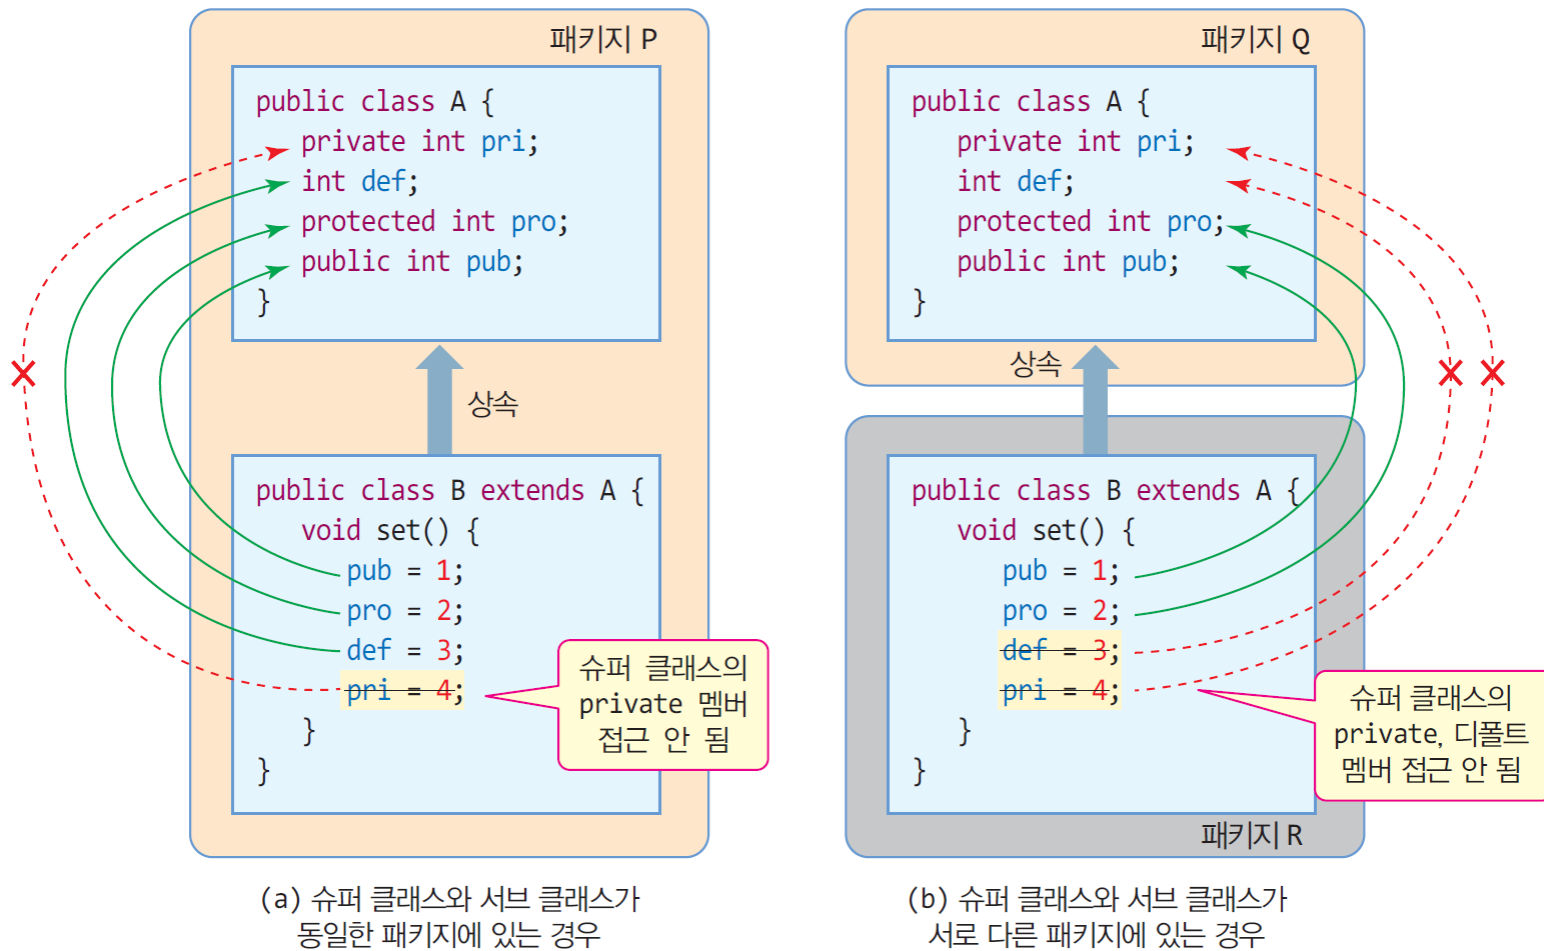 패키지 P
public class A {
private int pri;
int def;
protected int pro;
public int pub;
}
상속
public class B extends A {
void set() {
pub = 1;
pro = 2;
def = 3;
pri = 4;
}
}
슈퍼 클래스의
private 멤버
접근 안 됨
(a) 슈퍼 클래스와 서브 클래스가
동일한 패키지에 있는 경우
패키지 Q
public class A {
private int pri;
int def;
protected int pro;
public int pub;
}
상속
public class B extends A {
void set() {
pub = 1;
pro = 2;
def = 3;
pri = 4;
}
}
슈퍼 클래스의
private, 디폴트
멤버 접근 안 됨
패키지 R
(b) 슈퍼 클래스와 서브 클래스가
서로 다른 패키지에 있는 경우